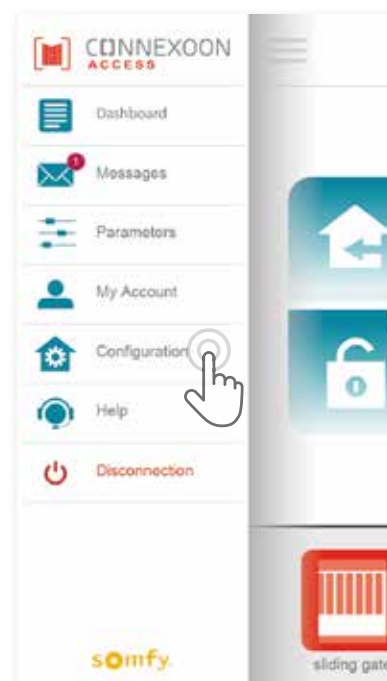 CONNEXOON
ACCESS
Dashboard
1
Messages
Parameters
My Account
Configuration
Help
Disconnection
somfy.
sliding gate